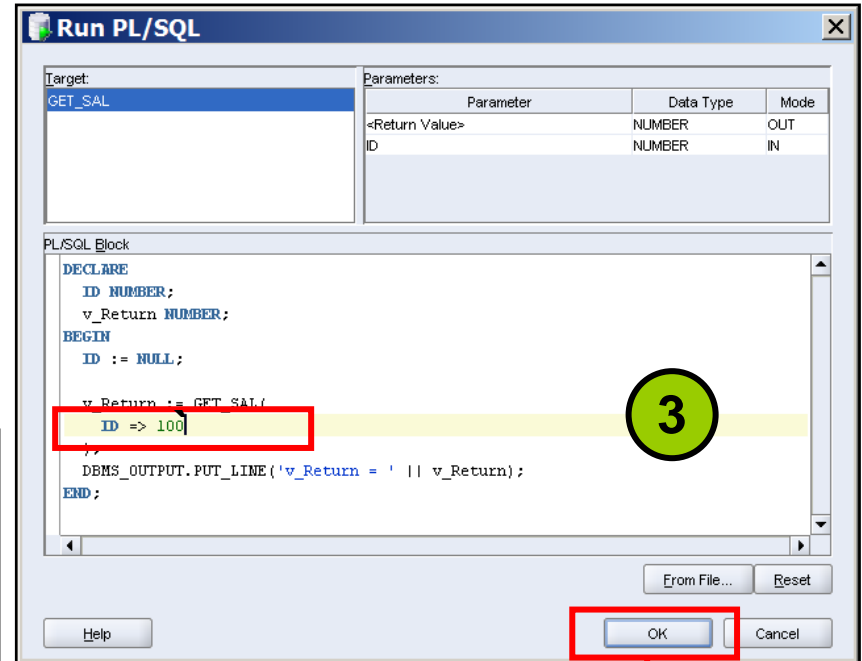 Run PL/SQL
Target:
GET_SAL
Parameters:
Parameter Data Type Mode
<Return Value> NUMBER OUT
ID NUMBER IN
PL/SQL Block
DECLARE
ID NUMBER;
v_Return NUMBER;
BEGIN
ID := NULL;
v_Return := GET_SAL(
ID => 100
);
DBMS_OUTPUT.PUT_LINE('v_Return = ' || v_Return);
END;
3
From File... Reset
Help OK Cancel